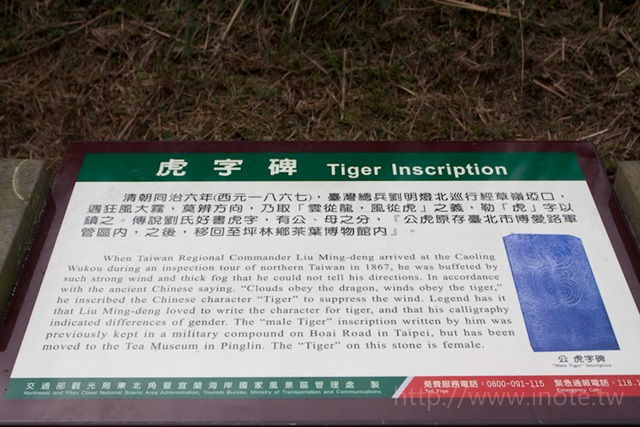 虎字碑 Tiger Inscription
清朝同治六年(西元一八六七)，臺灣總兵劉明燈北巡行經草嶺埡口，
遇狂風大霧，莫辨方向，乃取「雲從龍，風從虎」之義，勒「虎」字以
鎮之。傳說劉氏好書虎字，有公、母之分，『公虎原存臺北市博愛路軍
管區內，之後，移回至坪林鄉茶葉博物館內』。
When Taiwan Regional Commander Liu Ming-deng arrived at the Caoling
Wukou during an inspection tour of northern Taiwan in 1867, he was buffeted by
such strong wind and thick fog that he could not tell his directions. In accordance
with the ancient Chinese saying. “Clouds obey the dragon, winds obey the tiger,”
he inscribed the Chinese character “Tiger” to suppress the wind. Legend has it
that Liu Ming-deng loved to write the character for tiger, and that his calligraphy
indicated differences of gender. The “male Tiger” inscription written by him was
previously kept in a military compound on Boai Road in Taipei, but has been
moved to the Tea Museum in Pinglin. The “Tiger” on this stone is female.
公 虎字碑
"Male Tiger" Inscriptica
交通部觀光局東北角暨宜蘭海岸國家風景區管理處 製
Northeast and Yilan Coast National Scenic Area Administration, Tourism Bureau, Ministry of Transportation and Communications
免費服務電話：0800-091-115
Toll Free
緊急通報電話：118.1
Emergency Call
http://www.inote.tw